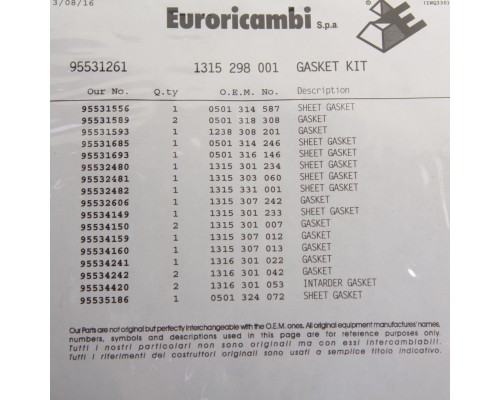 3/08/16
Euroricambi S.p.a.
(IWQ330)
95531261 1315 298 001 GASKET KIT
Our No. Q.ty O.E.M. No. Description
95531556 1 0501 314 587 SHEET GASKET
95531589 2 0501 318 308 GASKET
95531593 1 1238 308 201 GASKET
95531685 1 0501 314 246 SHEET GASKET
95531693 1 0501 316 146 SHEET GASKET
95532480 1 1315 301 234 SHEET GASKET
95532481 1 1315 303 060 SHEET GASKET
95532482 1 1315 331 001 SHEET GASKET
95532606 1 1315 307 242 GASKET
95534149 1 1315 301 233 SHEET GASKET
95534150 2 1315 301 007 GASKET
95534159 1 1315 307 012 GASKET
95534160 1 1315 307 013 GASKET
95534241 1 1316 301 022 GASKET
95534242 2 1316 301 042 GASKET
95534420 2 1316 301 053 INTARDER GASKET
95535186 1 0501 324 072 SHEET GASKET
Our Parts are not original but perfectly interchangeable with the O.E.M. ones. All original equipment manufactures' names,
numbers, symbols and descriptions used in this page are for reference purposes only.
Tutti i nostri particolari non sono originali ma con essi intercambiabili.
Tutti i riferimenti dei costruttori originali sono usati a semplice titolo indicativo.